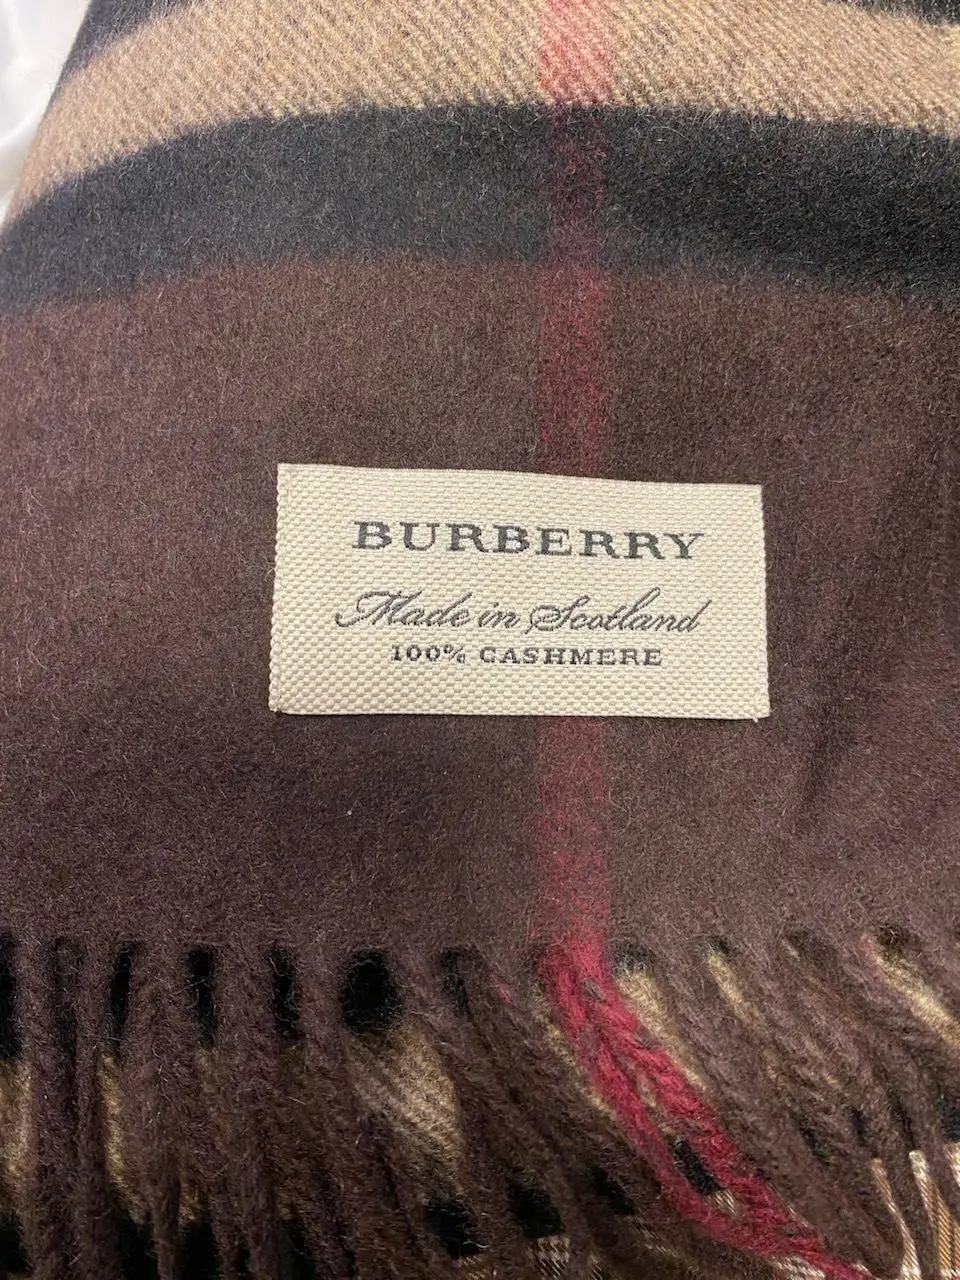 BURBERRY
Made in Scotland
100% CASHMERE